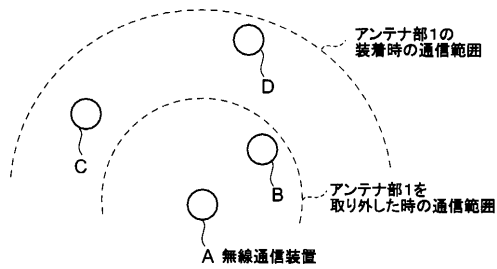 アンテナ部1の
装着時の通信範囲
D
C
B
アンテナ部1を
取り外した時の通信範囲
A 無線通信装置